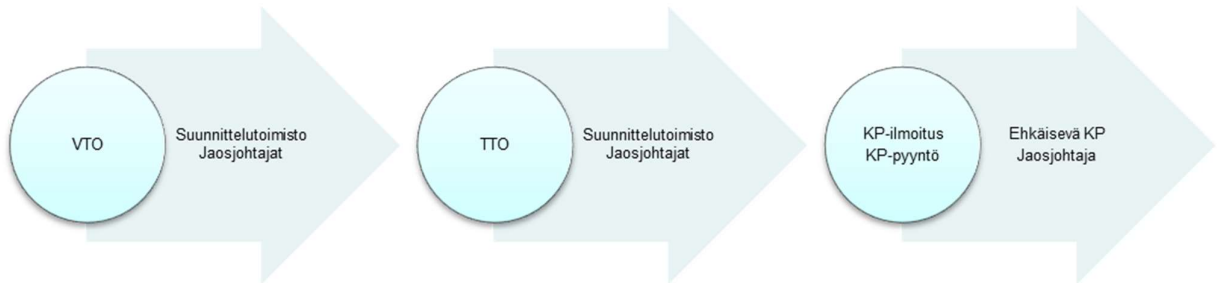 VTO
Suunnittelutoimisto
Jaosjohtajat
TTO
Suunnittelutoimisto
Jaosjohtajat
KP-ilmoitus
KP-pyyntö
Ehkäisevä KP
Jaosjohtaja